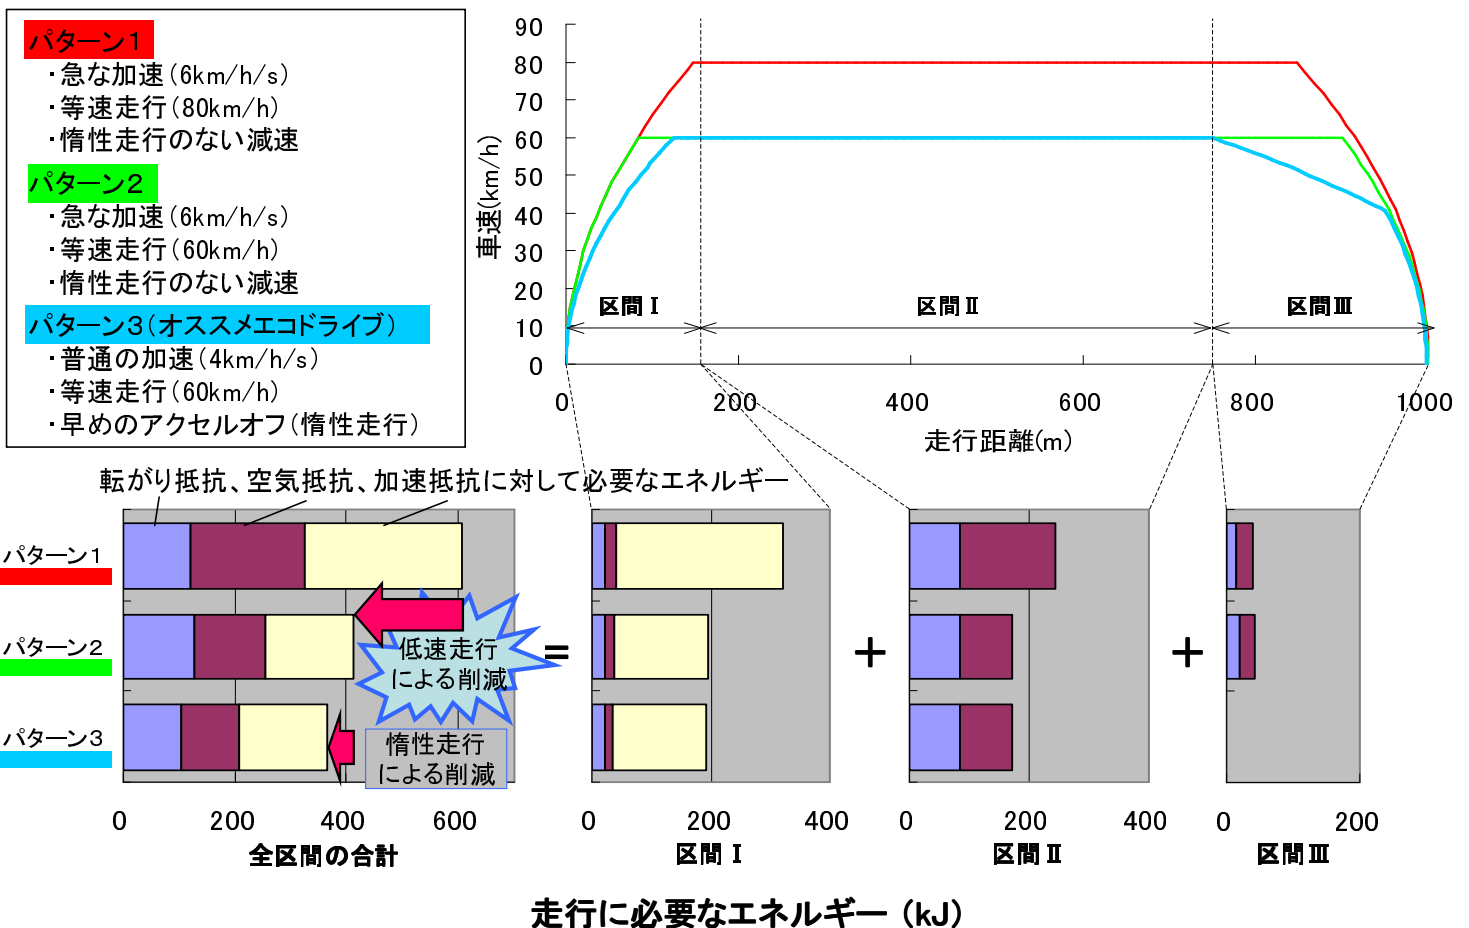 パターン1
・急な加速(6km/h/s)
・等速走行(80km/h)
・惰性走行のない減速
パターン2
・急な加速(6km/h/s)
・等速走行(60km/h)
・惰性走行のない減速
パターン3(オススメエコドライブ)
・普通の加速(4km/h/s)
・等速走行(60km/h)
・早めのアクセルオフ(惰性走行)
車速(km/h)
90
80
70
60
50
40
30
20
10
0
区間Ⅰ
区間Ⅱ
区間Ⅲ
0 200 400 600 800 1000
走行距離(m)
転がり抵抗、空気抵抗、加速抵抗に対して必要なエネルギー
パターン1
パターン2
パターン3
低速走行
による削減
惰性走行
による削減
=
+
+
0 200 400 600
全区間の合計
0 200 400
区間Ⅰ
0 200 400
区間Ⅱ
0 200
区間Ⅲ
走行に必要なエネルギー(kJ)